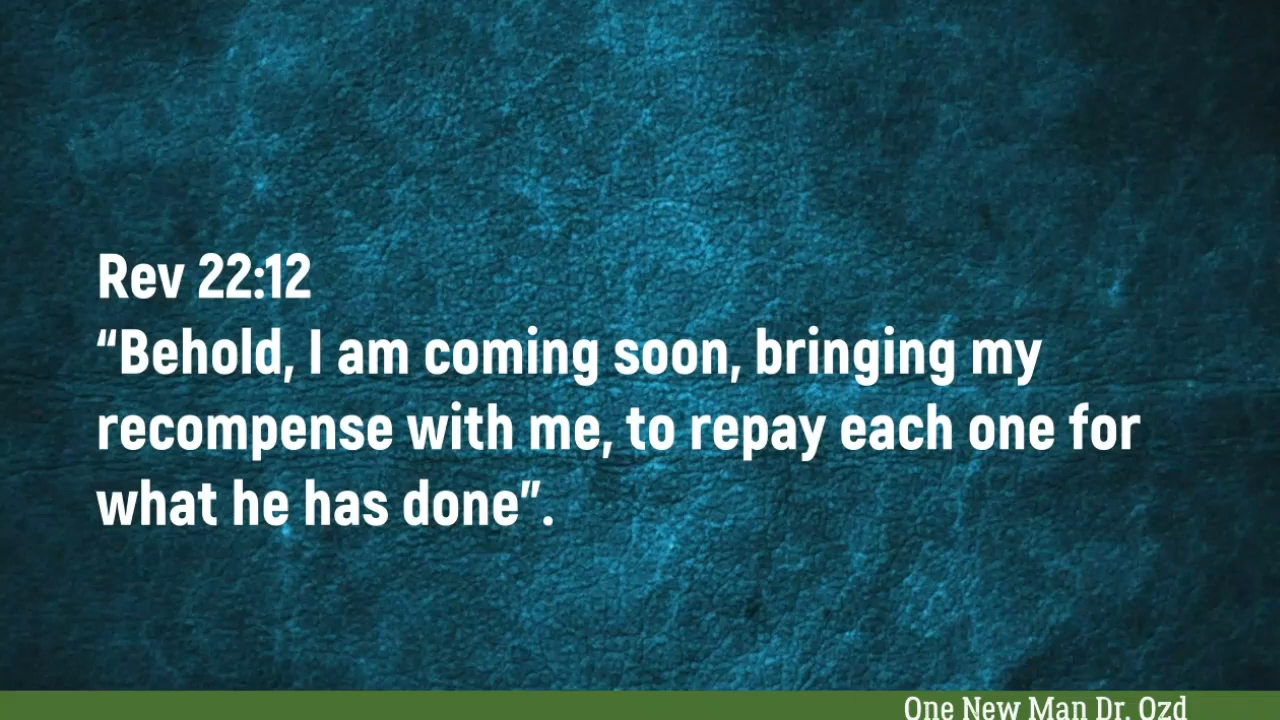 Rev 22:12
“Behold, I am coming soon, bringing my
recompense with me, to repay each one for
what he has done”.
One New Man Dr. Ozd